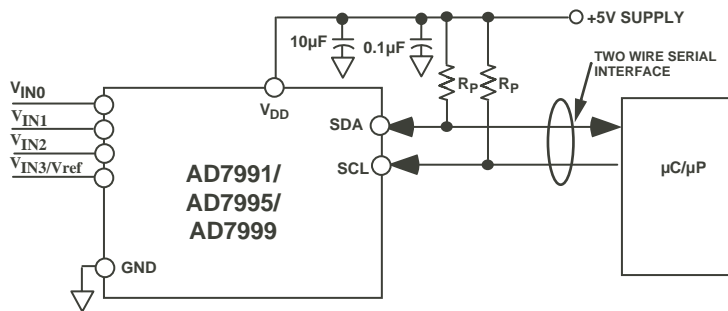 +5V SUPPLY
10µF
0.1µF
RP
RP
TWO WIRE SERIAL
INTERFACE
VIN0
VIN1
VIN2
VIN3/Vref
VDD
SDA
SCL
AD7991/
AD7995/
AD7999
GND
µC/µP